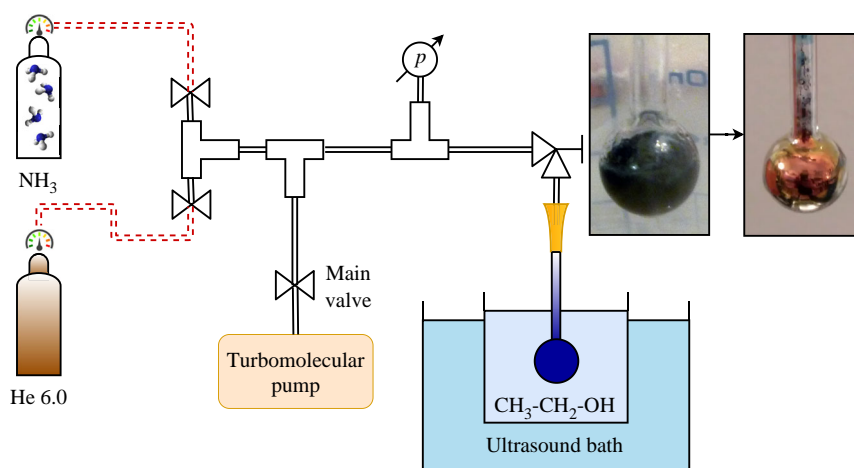 p
NH₃
Main
valve
Turbomolecular
pump
He 6.0
CH₃-CH₂-OH
Ultrasound bath